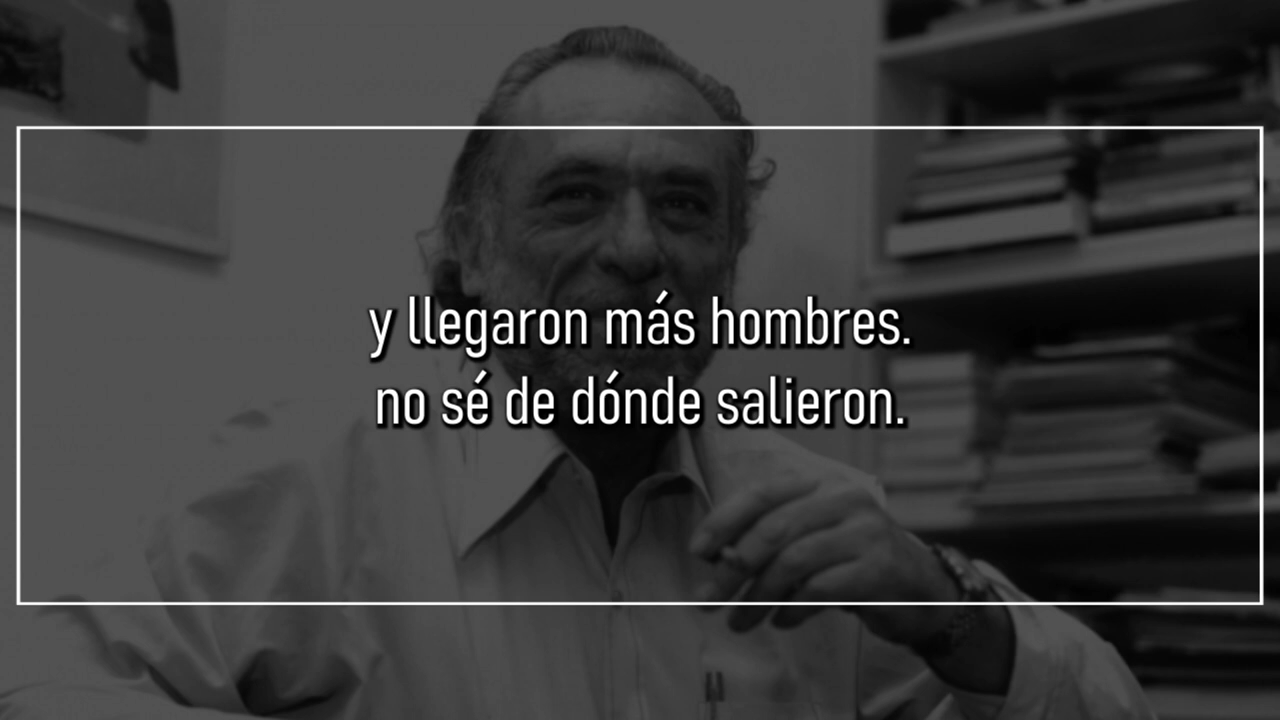 y llegaron más hombres.
no sé de dónde salieron.